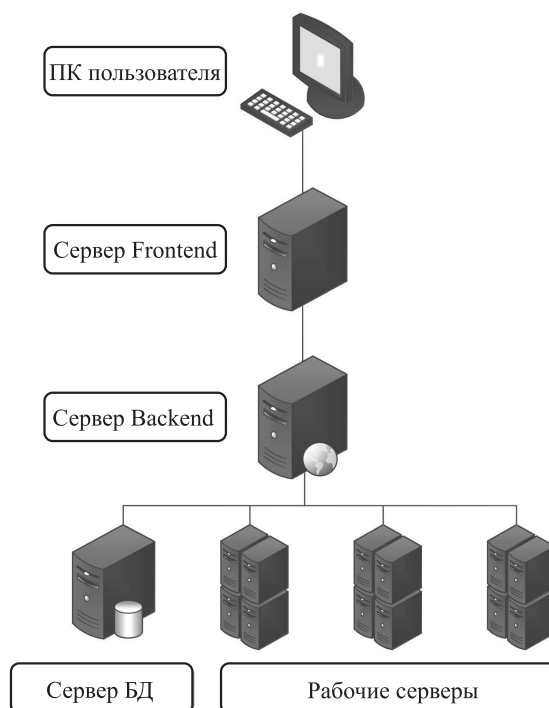 ПК пользователя
Сервер Frontend
Сервер Backend
Сервер БД
Рабочие серверы